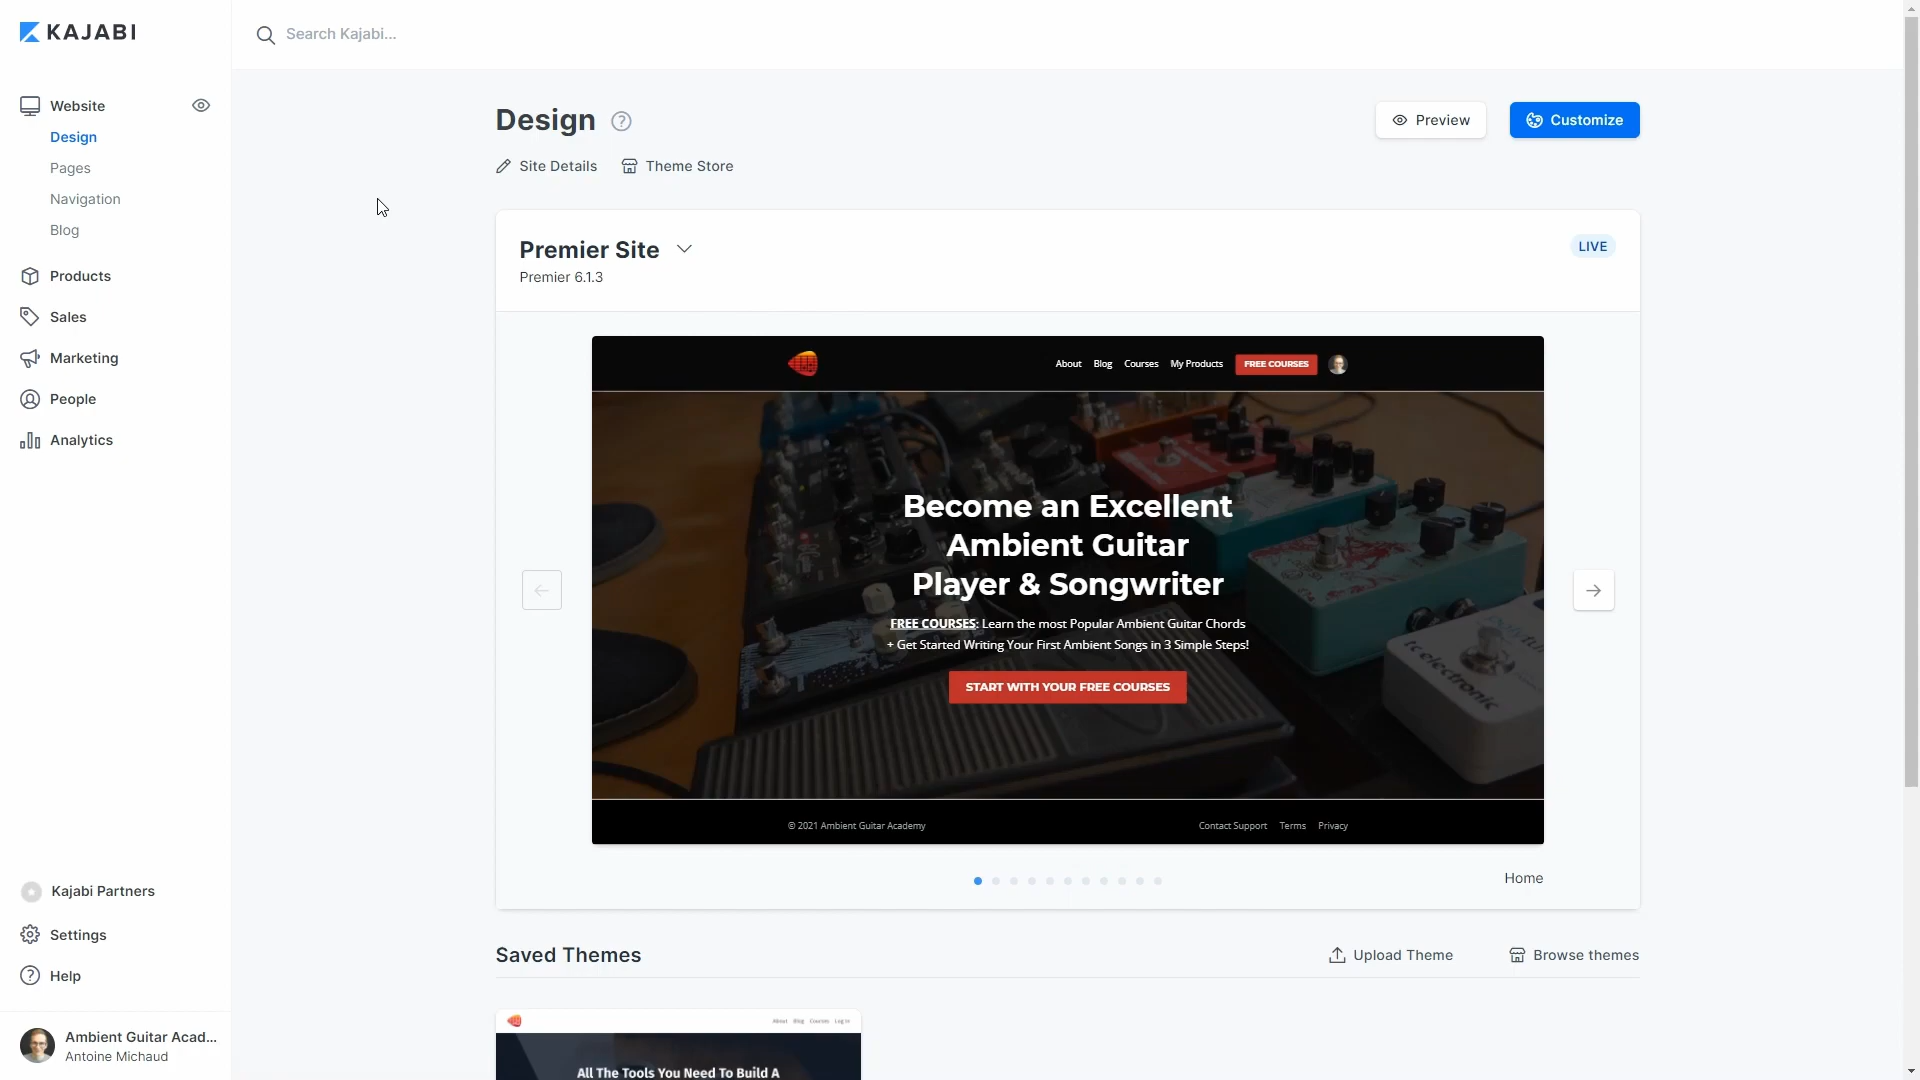 KAJABI
Search Kajabi...
Website
Design
Pages
Navigation
Blog
Products
Sales
Marketing
People
Analytics
Kajabi Partners
Settings
Help
Ambient Guitar Acad...
Antoine Michaud
Design
Preview
Customize
Site Details
Theme Store
Premier Site
LIVE
Premier 6.1.3
About Blog Courses My Products FREE COURSES
Become an Excellent
Ambient Guitar
Player & Songwriter
FREE COURSES: Learn the most Popular Ambient Guitar Chords
+ Get Started Writing Your First Ambient Songs in 3 Simple Steps!
START WITH YOUR FREE COURSES
tc electronic
© 2021 Ambient Guitar Academy
Contact Support Terms Privacy
Home
Saved Themes
Upload Theme
Browse themes
About Blog Courses Log In
All The Tools You Need To Build A